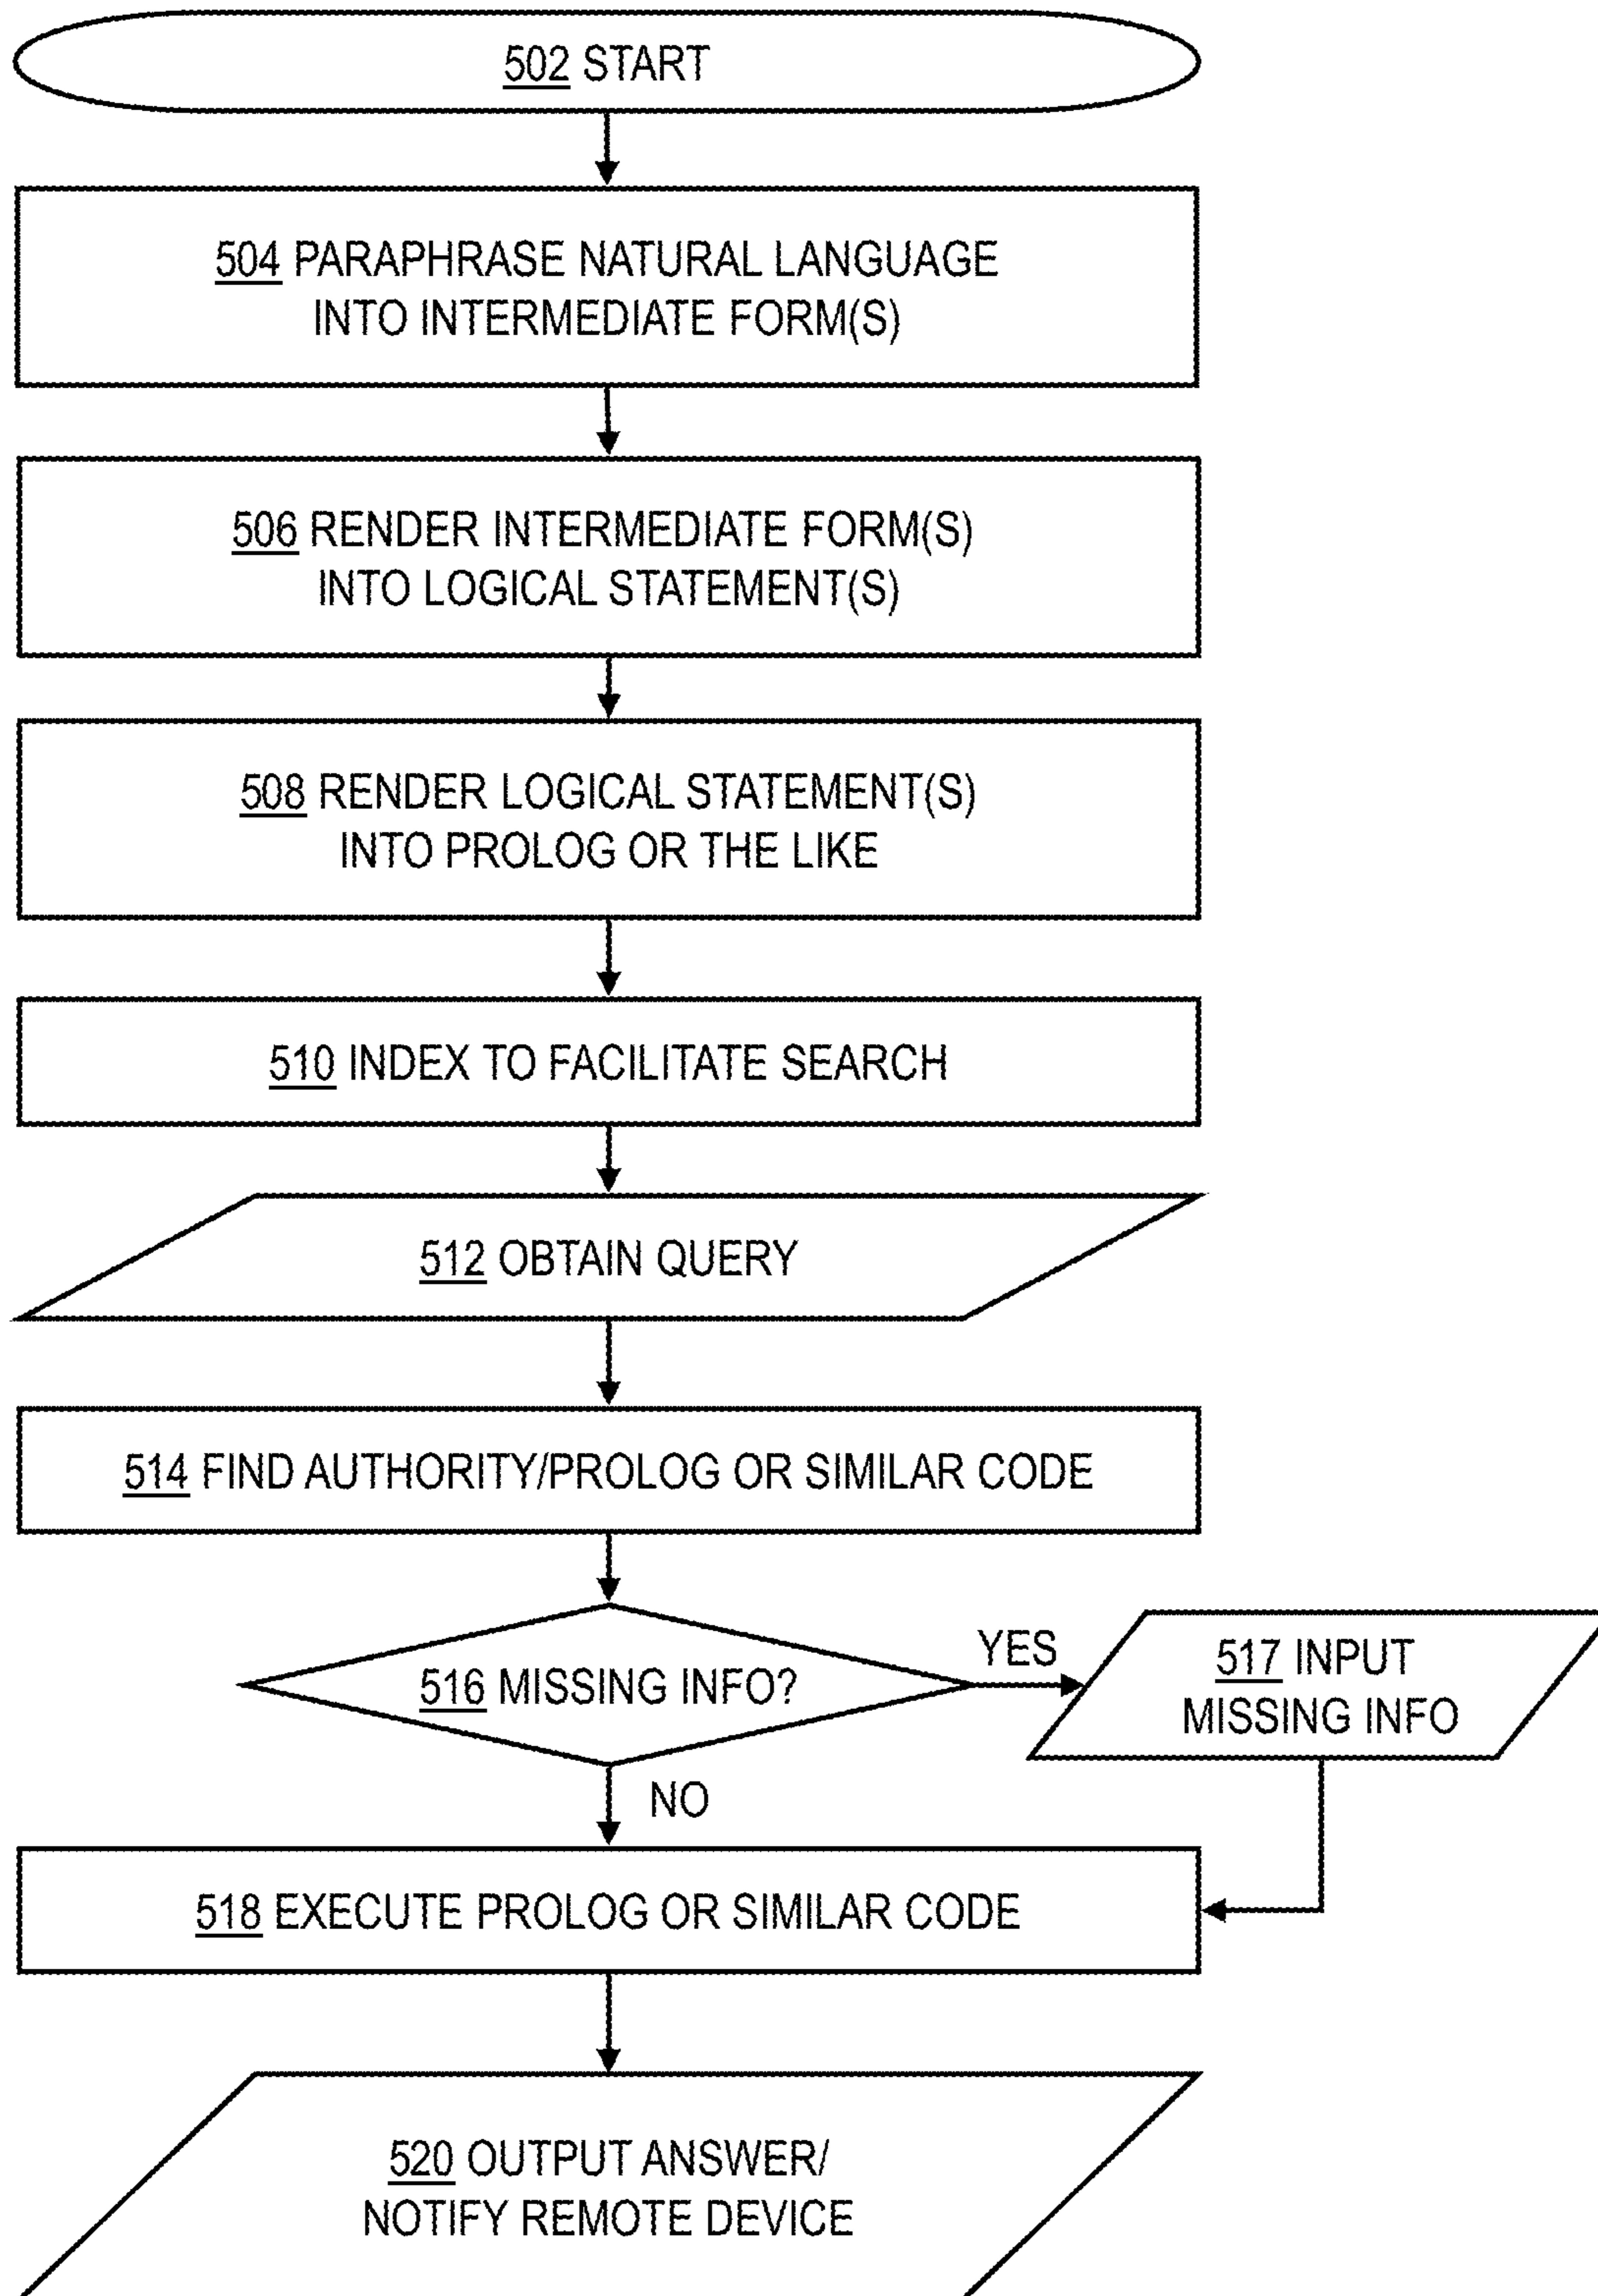 502 START
504 PARAPHRASE NATURAL LANGUAGE
INTO INTERMEDIATE FORM(S)
506 RENDER INTERMEDIATE FORM(S)
INTO LOGICAL STATEMENT(S)
508 RENDER LOGICAL STATEMENT(S)
INTO PROLOG OR THE LIKE
510 INDEX TO FACILITATE SEARCH
512 OBTAIN QUERY
514 FIND AUTHORITY/PROLOG OR SIMILAR CODE
516 MISSING INFO?
YES
517 INPUT
MISSING INFO
NO
518 EXECUTE PROLOG OR SIMILAR CODE
520 OUTPUT ANSWER/
NOTIFY REMOTE DEVICE